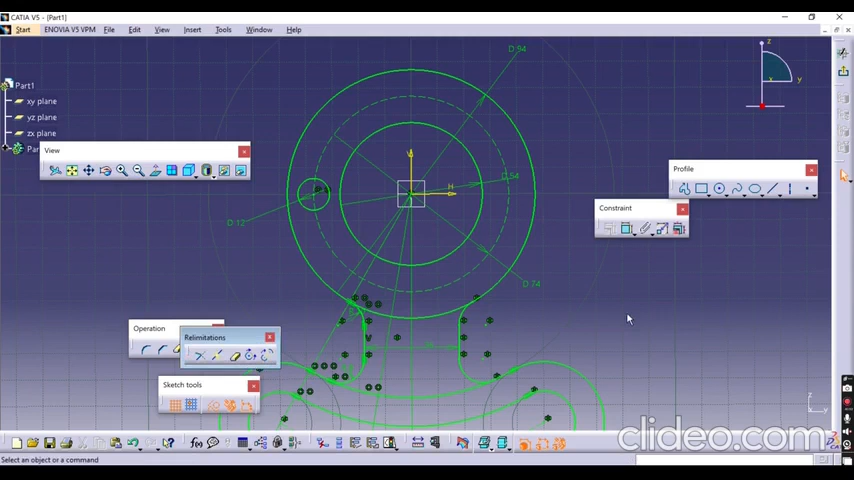 CATIA V5 - [Part1]
Start ENOVIA V5 VPM File Edit View Insert Tools Window Help
D 94
z
y
x
Part1
xy plane
yz plane
zx plane
Par
View
Profile
D 54
H
Constraint
D 12
D 74
Operation
Relimitations
Sketch tools
clideo.com
Select an object or a command